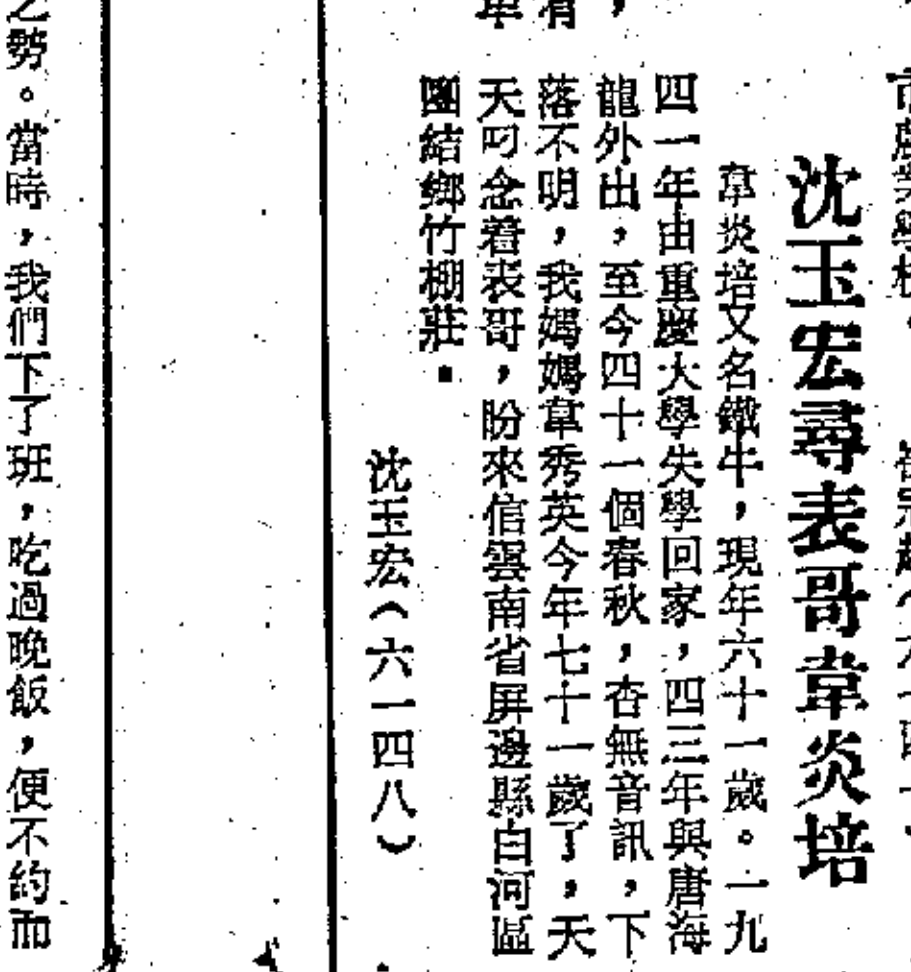 沈玉宏尋表哥韋炎培
韋炎培又名鐵牛，現年六十一歲。一九
四一年由重慶大學失學回家，四三年與唐海
龍外出，至今四十一個春秋，杳無音訊，下
落不明，我媽媽韋秀英今年七十一歲了，天
天叼念着表哥，盼來信雲南省屏邊縣白河區
團結鄉竹棚莊。
沈玉宏（六一四八）
之勢。當時，我們下了班，吃過晚飯，便不約而